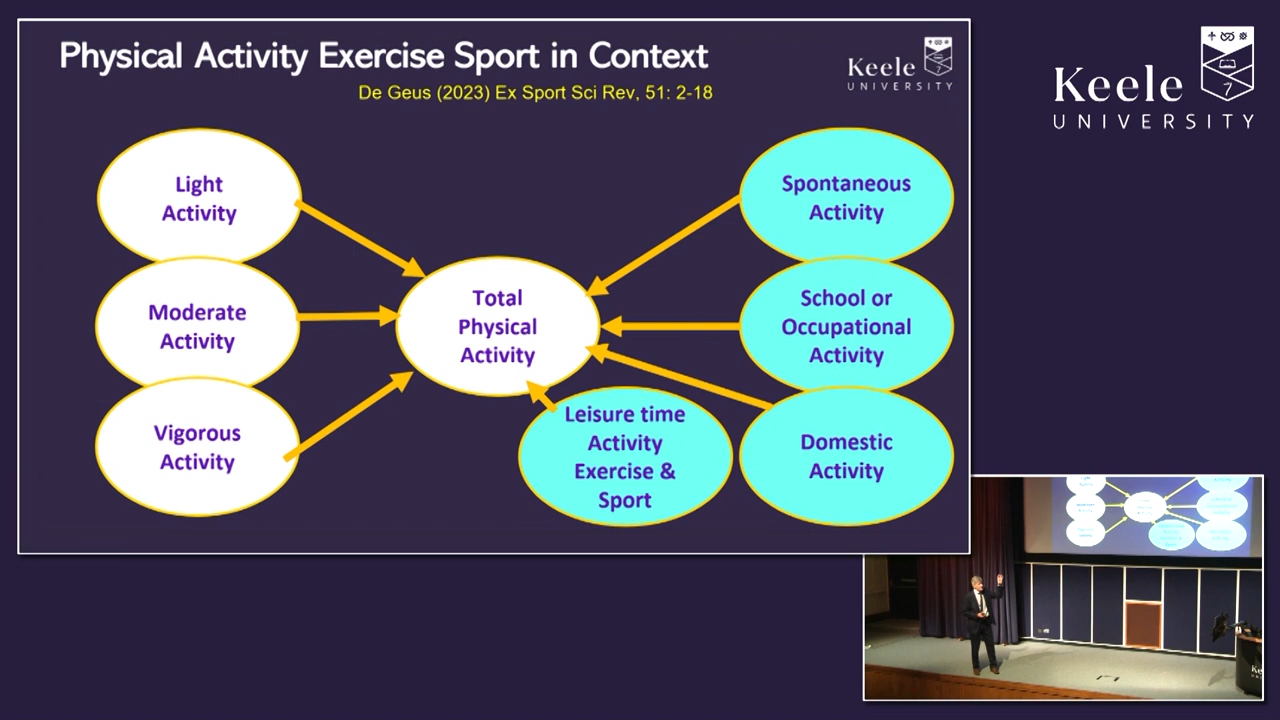 Physical Activity Exercise Sport in Context
De Geus (2023) Ex Sport Sci Rev, 51: 2-18
Keele
UNIVERSITY
Keele
UNIVERSITY
Light
Activity
Moderate
Activity
Vigorous
Activity
Total
Physical
Activity
Spontaneous
Activity
School or
Occupational
Activity
Leisure time
Activity
Exercise &
Sport
Domestic
Activity